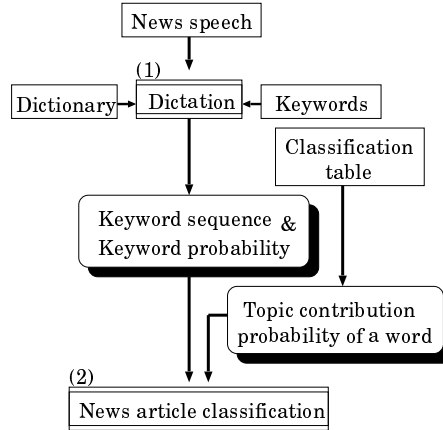 News speech
(1)
Dictionary
Dictation
Keywords
Classification
table
Keyword sequence &
Keyword probability
Topic contribution
probability of a word
(2)
News article classification